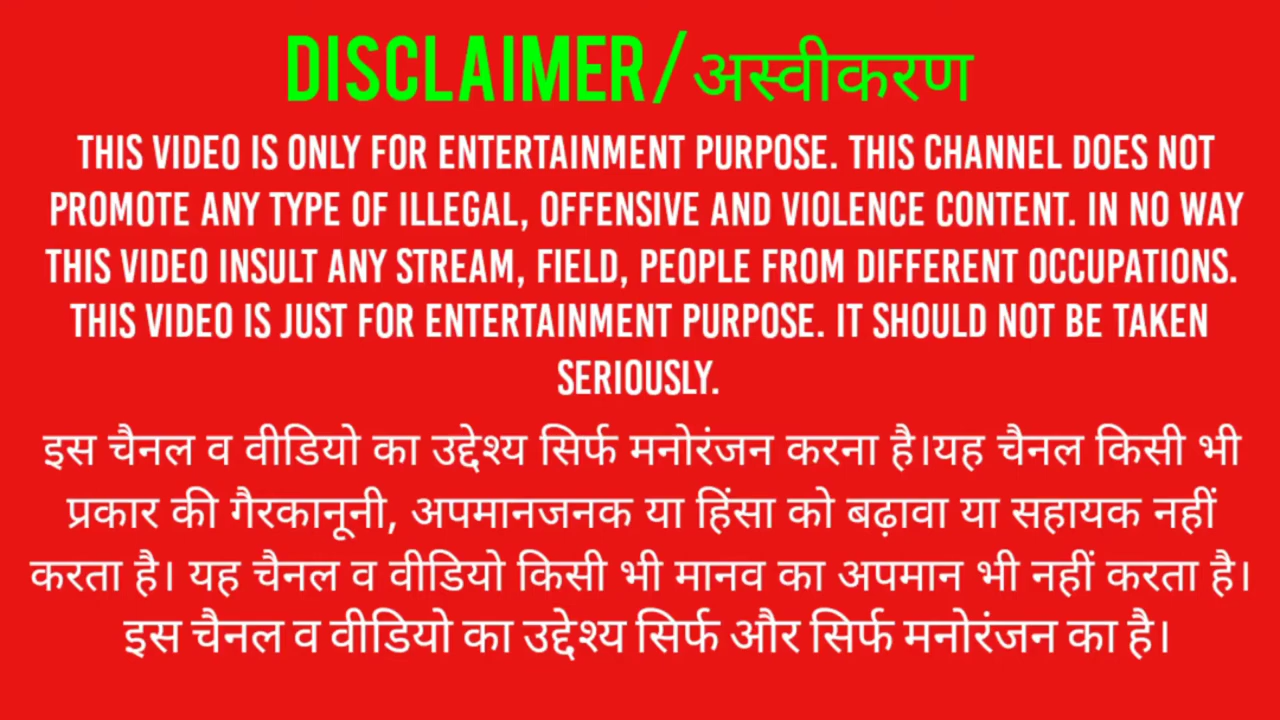 DISCLAIMER/अस्वीकरण
THIS VIDEO IS ONLY FOR ENTERTAINMENT PURPOSE. THIS CHANNEL DOES NOT
PROMOTE ANY TYPE OF ILLEGAL, OFFENSIVE AND VIOLENCE CONTENT. IN NO WAY
THIS VIDEO INSULT ANY STREAM, FIELD, PEOPLE FROM DIFFERENT OCCUPATIONS.
THIS VIDEO IS JUST FOR ENTERTAINMENT PURPOSE. IT SHOULD NOT BE TAKEN
SERIOUSLY.
इस चैनल व वीडियो का उद्देश्य सिर्फ मनोरंजन करना है।यह चैनल किसी भी
प्रकार की गैरकानूनी, अपमानजनक या हिंसा को बढ़ावा या सहायक नहीं
करता है। यह चैनल व वीडियो किसी भी मानव का अपमान भी नहीं करता है।
इस चैनल व वीडियो का उद्देश्य सिर्फ और सिर्फ मनोरंजन का है।